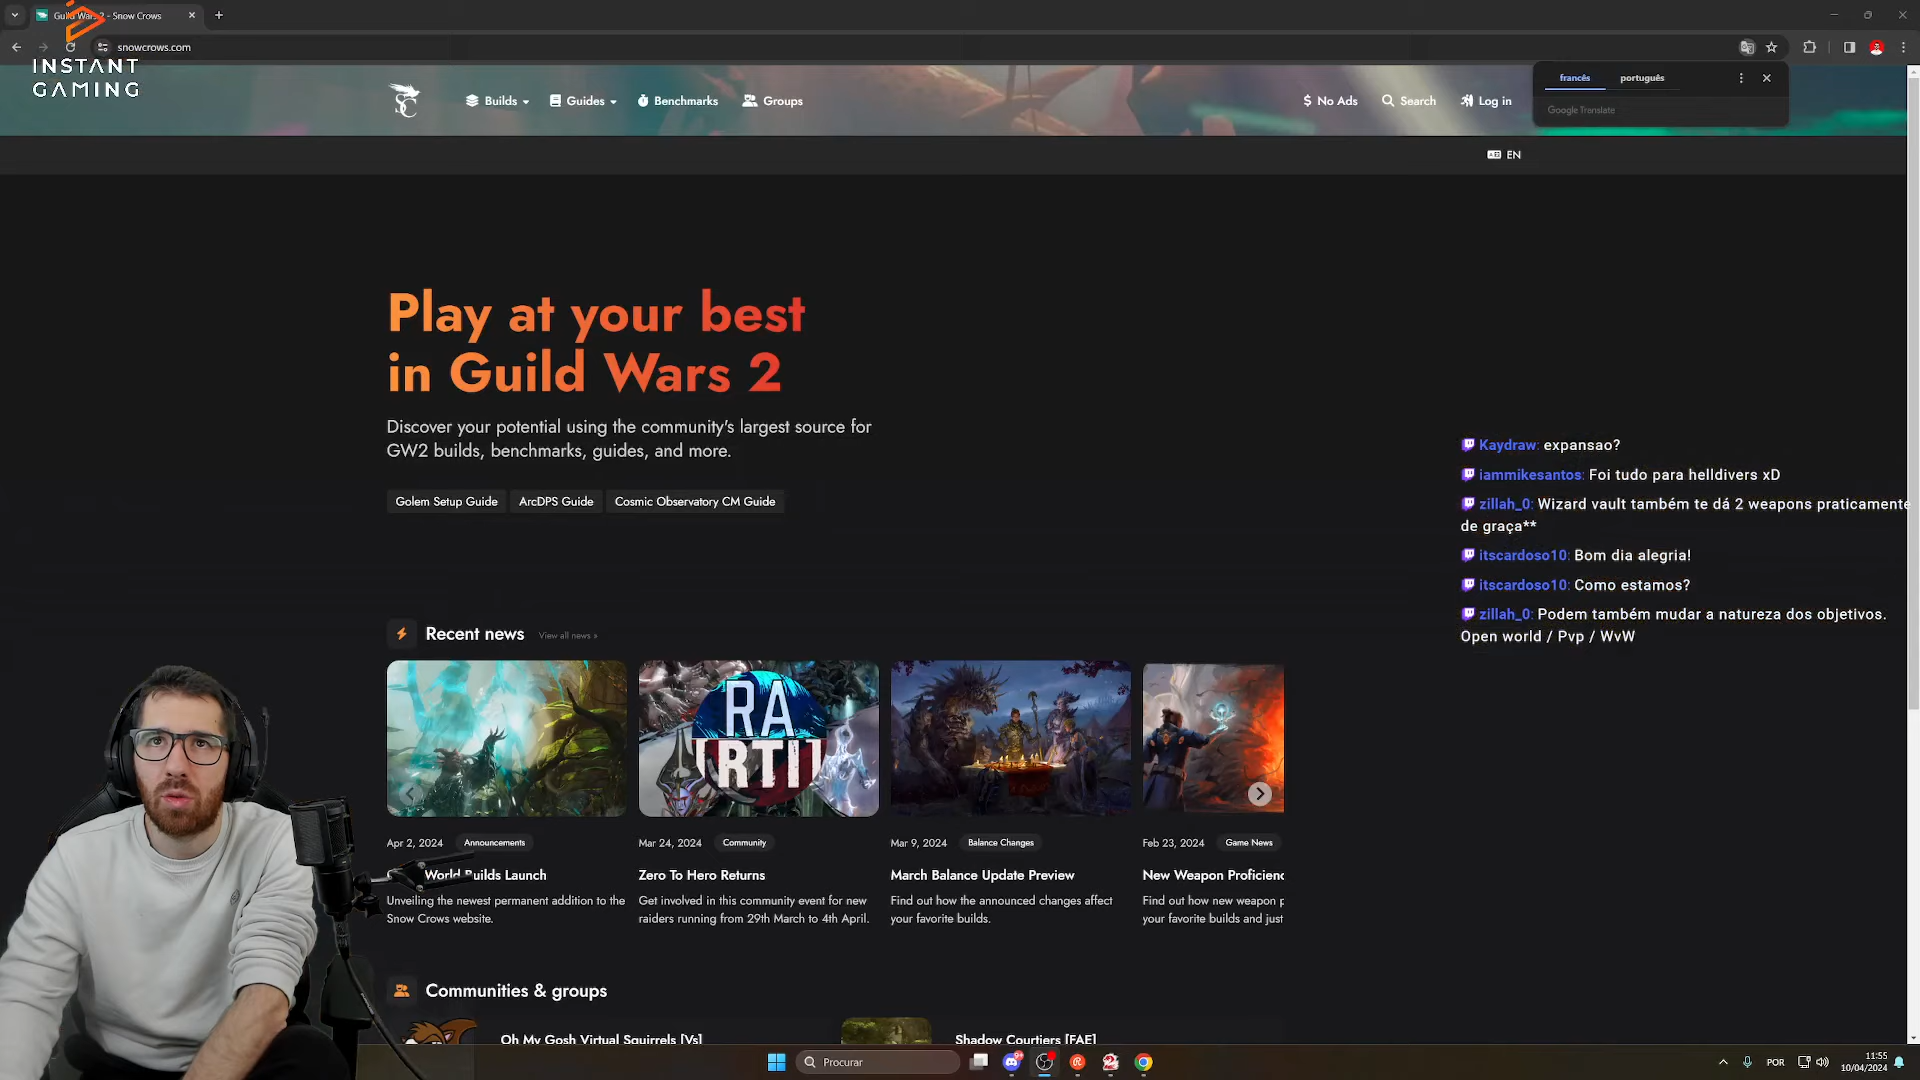 Guild Wars 2 - Snow Crows
INSTANT
GAMING
snowcrows.com
francês
português
Google Translate
Builds
Guides
Benchmarks
Groups
No Ads
Search
Log in
EN
Play at your best
in Guild Wars 2
Discover your potential using the community's largest source for
GW2 builds, benchmarks, guides, and more.
Golem Setup Guide
ArcDPS Guide
Cosmic Observatory CM Guide
Kaydraw: expansao?
iammikesantos: Foi tudo para helldivers xD
zillah_0: Wizard vault também te dá 2 weapons praticamente
de graça**
itscardoso10: Bom dia alegria!
itscardoso10: Como estamos?
zillah_0: Podem também mudar a natureza dos objetivos.
Open world / Pvp / WvW
Recent news
View all news »
RA
Apr 2, 2024
Announcements
World Builds Launch
Unveiling the newest permanent addition to the
Snow Crows website.
Mar 24, 2024
Community
Zero To Hero Returns
Get involved in this community event for new
raiders running from 29th March to 4th April.
Mar 9, 2024
Balance Changes
March Balance Update Preview
Find out how the announced changes affect
your favorite builds.
Feb 23, 2024
Game News
New Weapon Proficienc
Find out how new weapon p
your favorite builds and just
Communities & groups
Oh My Gosh Virtual Squirrels [Vs]
Shadow Courtiers [FAE]
Procurar
POR
11:55
10/04/2024